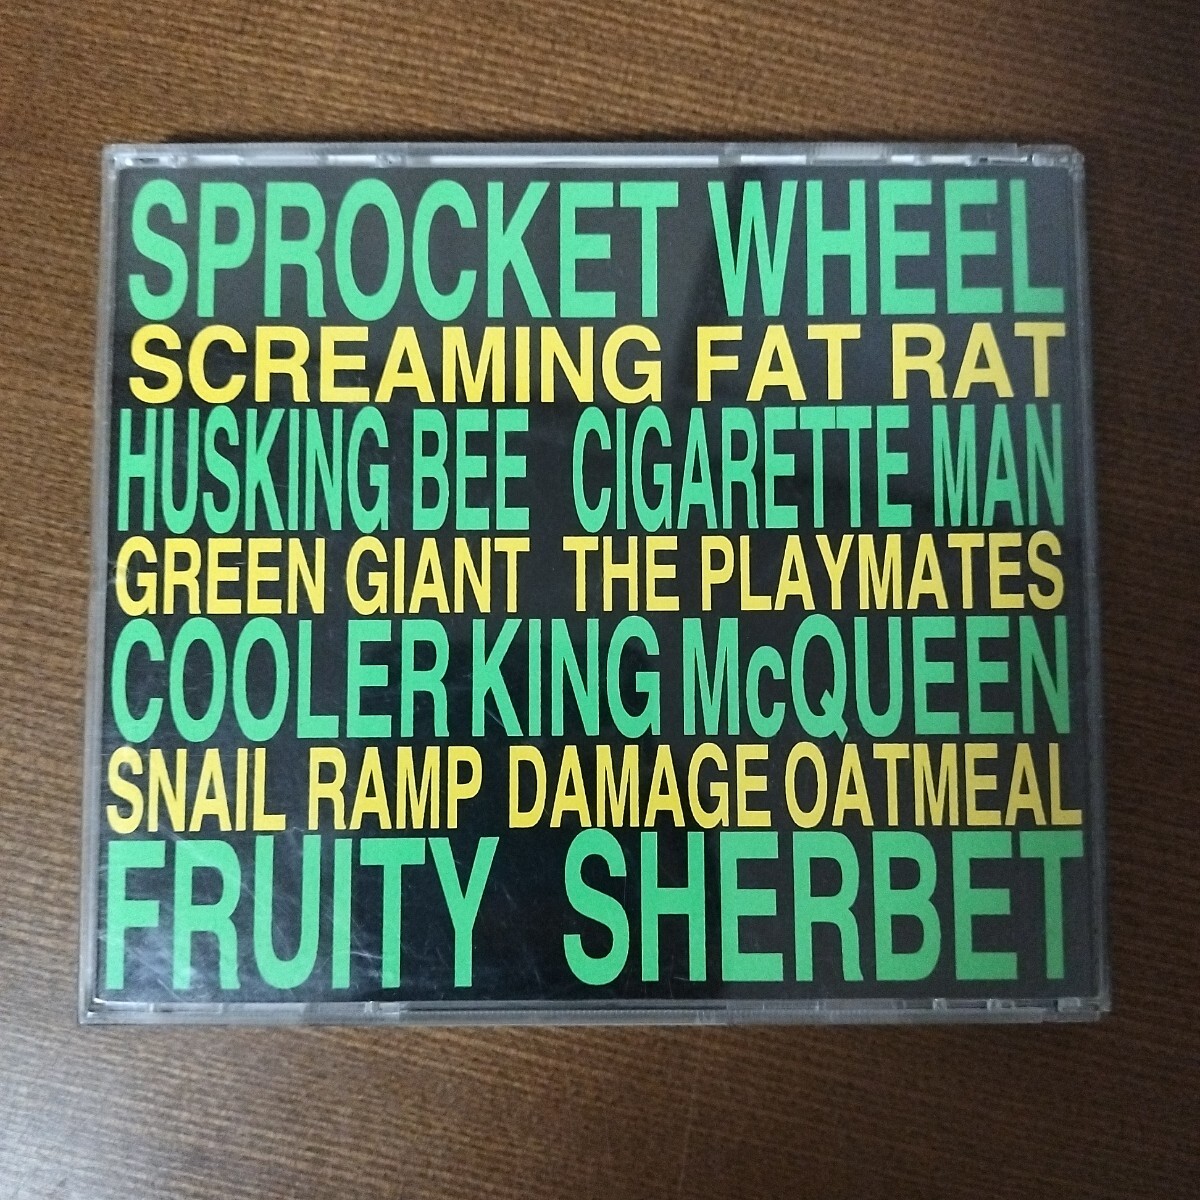 SPROCKET WHEEL
SCREAMING FAT RAT
HUSKING BEE CIGARETTE MAN
GREEN GIANT THE PLAYMATES
COOLER KING McQUEEN
SNAIL RAMP DAMAGE OATMEAL
FRUITY SHERBET